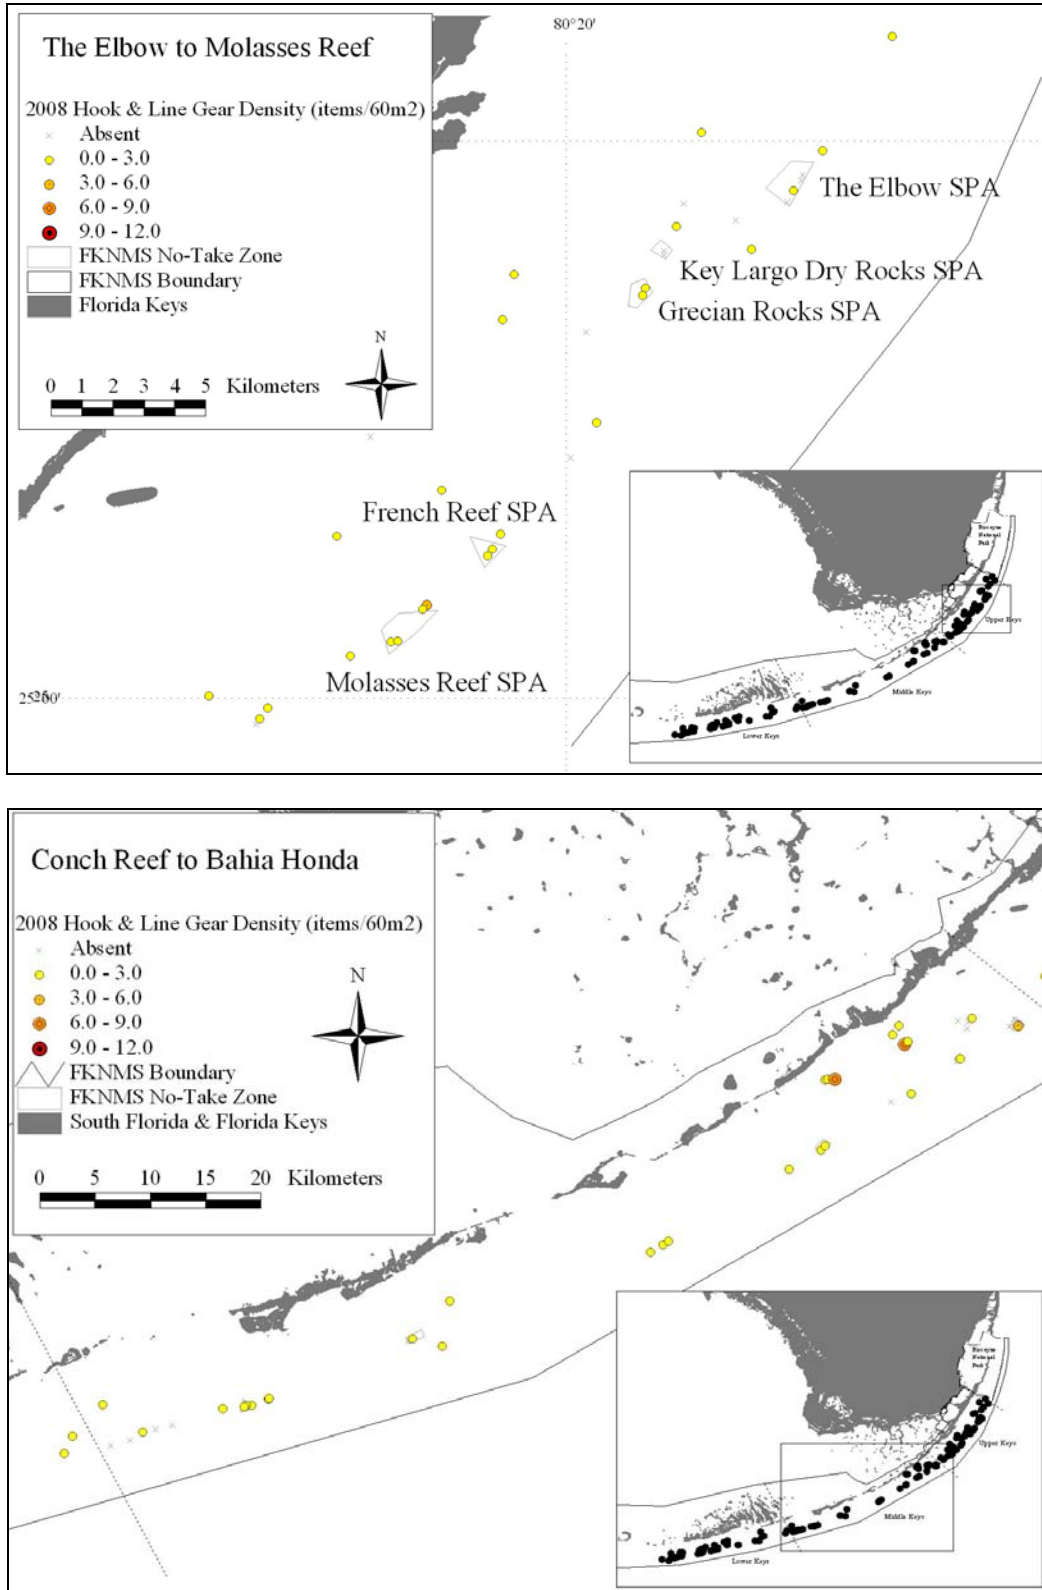 80°20'
The Elbow to Molasses Reef
2008 Hook & Line Gear Density (items/60m2)
Absent
0.0 - 3.0
3.0 - 6.0
6.0 - 9.0
9.0 - 12.0
FKNMS No-Take Zone
FKNMS Boundary
Florida Keys
N
0 1 2 3 4 5 Kilometers
The Elbow SPA
Key Largo Dry Rocks SPA
Grecian Rocks SPA
French Reef SPA
Molasses Reef SPA
Biscayne
National
Park
Upper Keys
Middle Keys
Lower Keys
Conch Reef to Bahia Honda
2008 Hook & Line Gear Density (items/60m2)
Absent
0.0 - 3.0
3.0 - 6.0
6.0 - 9.0
9.0 - 12.0
FKNMS Boundary
FKNMS No-Take Zone
South Florida & Florida Keys
N
0 5 10 15 20 Kilometers
Biscayne
National
Park
Upper Keys
Middle Keys
Lower Keys